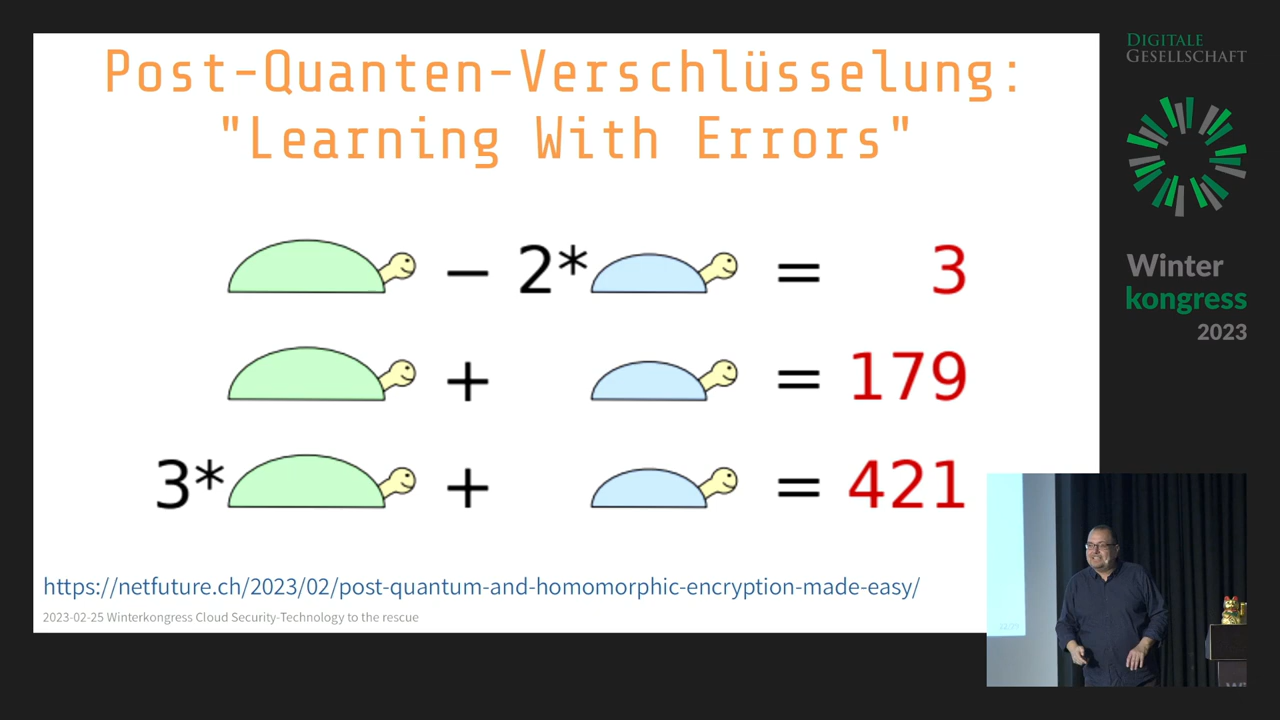 Post-Quanten-Verschlüsselung:
"Learning With Errors"
− 2* = 3
+ = 179
3* + = 421
https://netfuture.ch/2023/02/post-quantum-and-homomorphic-encryption-made-easy/
2023-02-25 Winterkongress Cloud Security-Technology to the rescue
DIGITALE
GESELLSCHAFT
Winter
kongress
2023